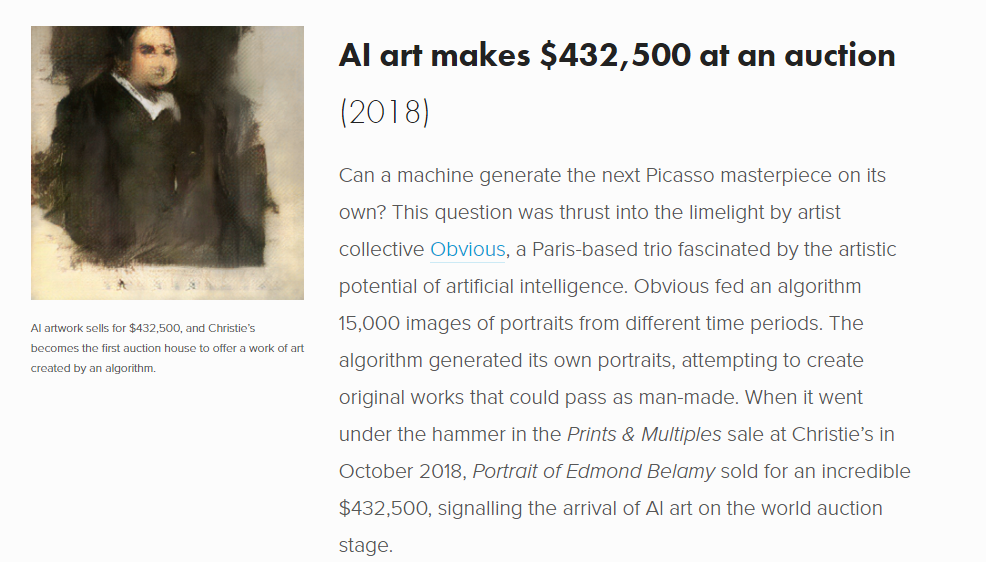 AI art makes $432,500 at an auction
(2018)
Can a machine generate the next Picasso masterpiece on its
own? This question was thrust into the limelight by artist
collective Obvious, a Paris-based trio fascinated by the artistic
potential of artificial intelligence. Obvious fed an algorithm
15,000 images of portraits from different time periods. The
algorithm generated its own portraits, attempting to create
original works that could pass as man-made. When it went
under the hammer in the Prints & Multiples sale at Christie’s in
October 2018, Portrait of Edmond Belamy sold for an incredible
$432,500, signalling the arrival of AI art on the world auction
stage.
AI artwork sells for $432,500, and Christie’s
becomes the first auction house to offer a work of art
created by an algorithm.